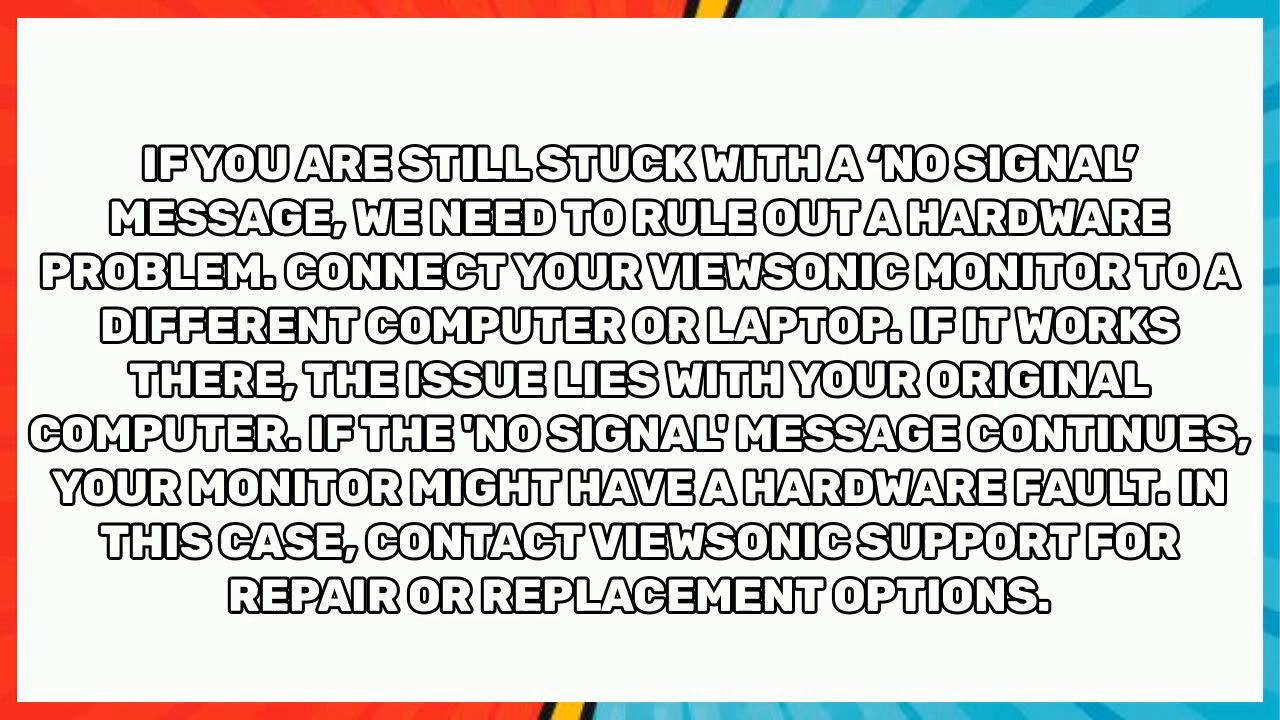 IF YOU ARE STILL STUCK WITH A ‘NO SIGNAL’
MESSAGE, WE NEED TO RULE OUT A HARDWARE
PROBLEM. CONNECT YOUR VIEWSONIC MONITOR TO A
DIFFERENT COMPUTER OR LAPTOP. IF IT WORKS
THERE, THE ISSUE LIES WITH YOUR ORIGINAL
COMPUTER. IF THE 'NO SIGNAL' MESSAGE CONTINUES,
YOUR MONITOR MIGHT HAVE A HARDWARE FAULT. IN
THIS CASE, CONTACT VIEWSONIC SUPPORT FOR
REPAIR OR REPLACEMENT OPTIONS.